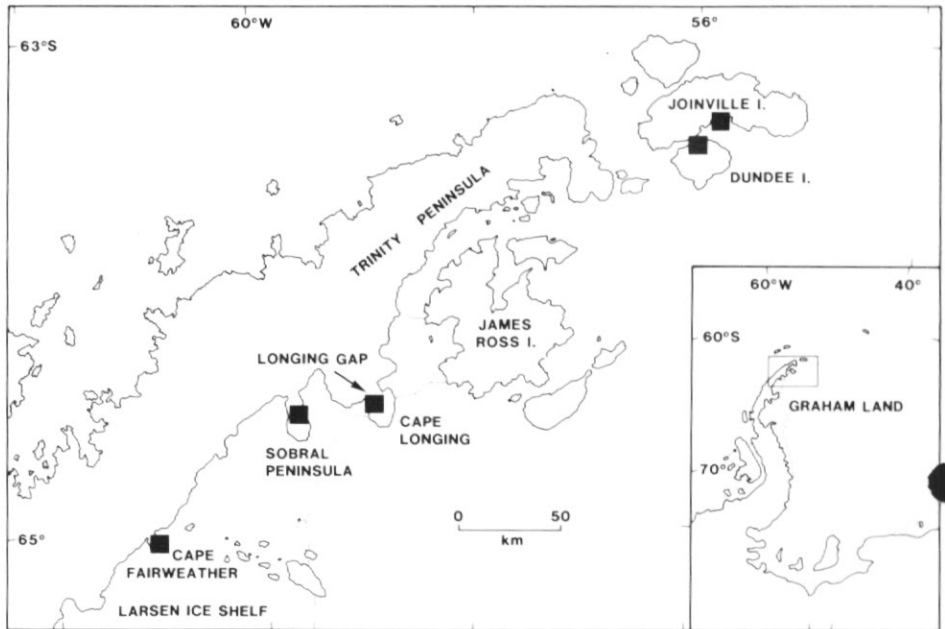 60°W
56°
63°S
JOINVILLE I.
DUNDEE I.
TRINITY PENINSULA
JAMES
ROSS I.
LONGING GAP
CAPE
LONGING
SOBRAL
PENINSULA
0 50
km
65°
CAPE
FAIRWEATHER
LARSEN ICE SHELF
60°W
40°
60°S
GRAHAM LAND
70°